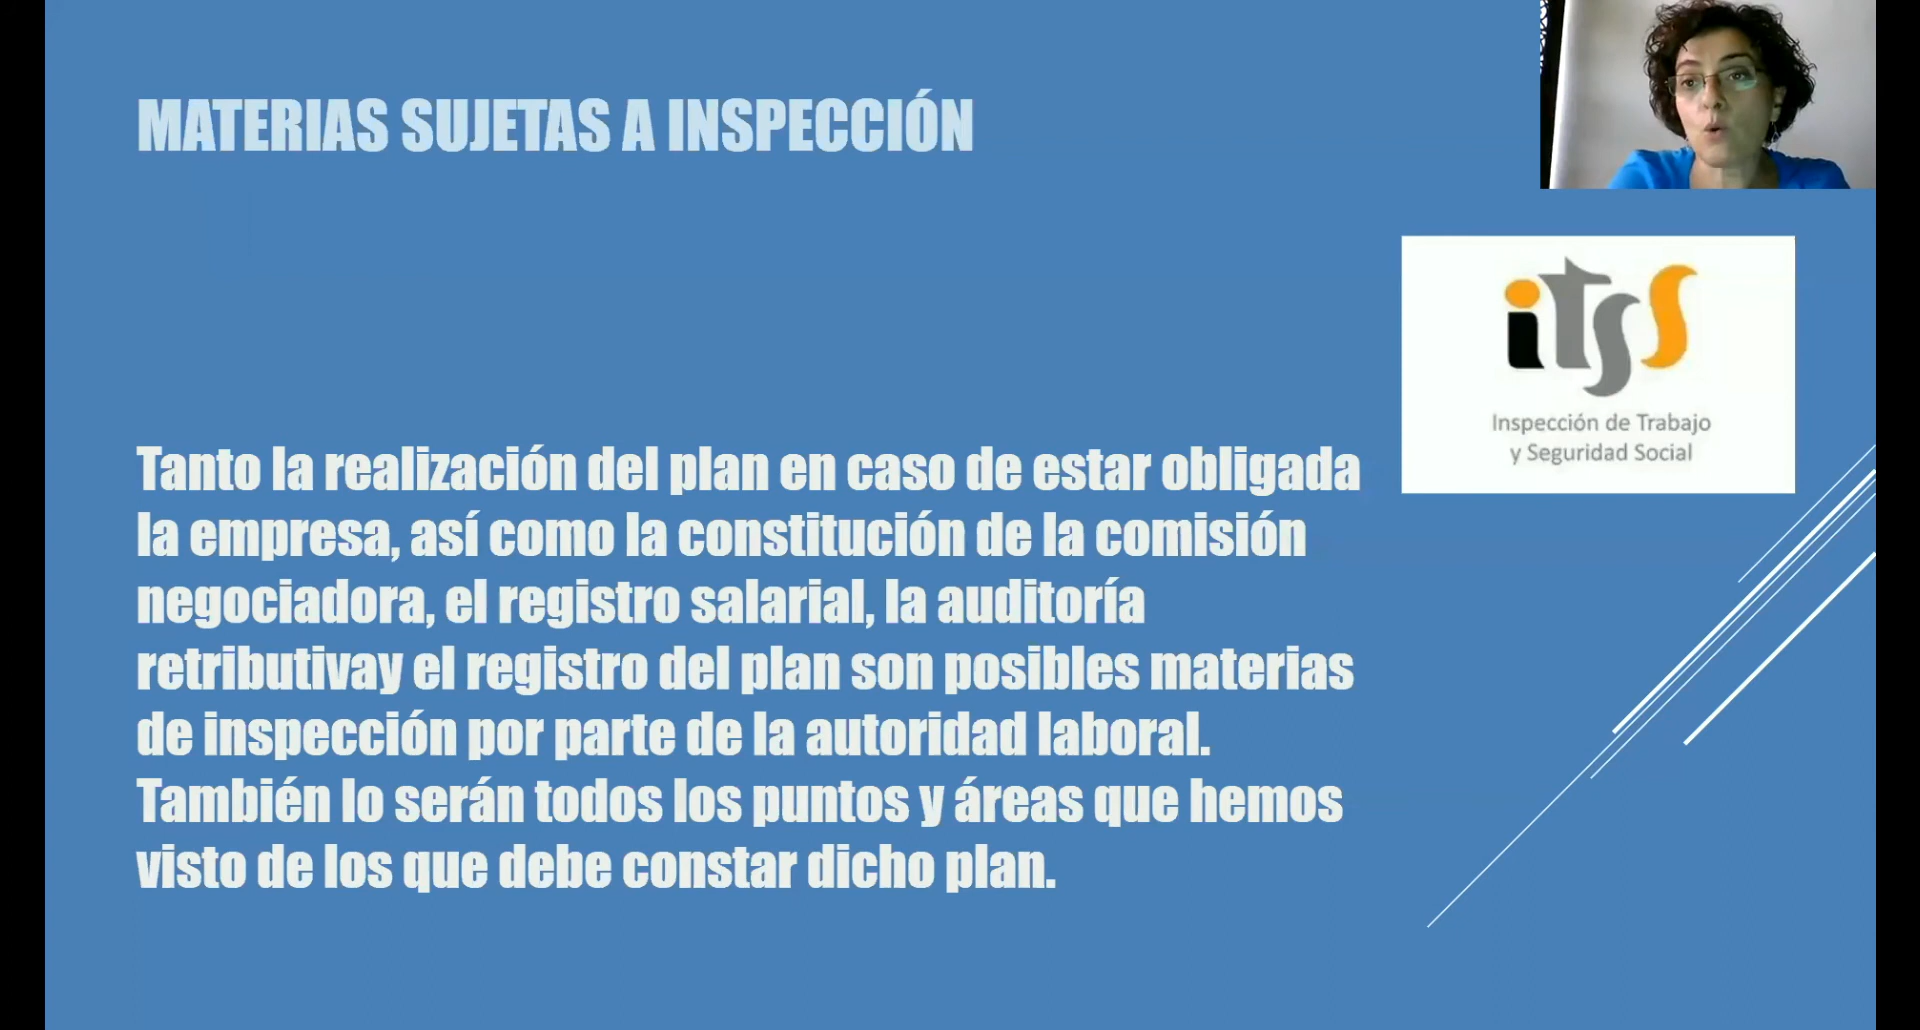 MATERIAS SUJETAS A INSPECCIÓN
itss
Inspección de Trabajo
y Seguridad Social
Tanto la realización del plan en caso de estar obligada
la empresa, así como la constitución de la comisión
negociadora, el registro salarial, la auditoría
retributivay el registro del plan son posibles materias
de inspección por parte de la autoridad laboral.
También lo serán todos los puntos y áreas que hemos
visto de los que debe constar dicho plan.